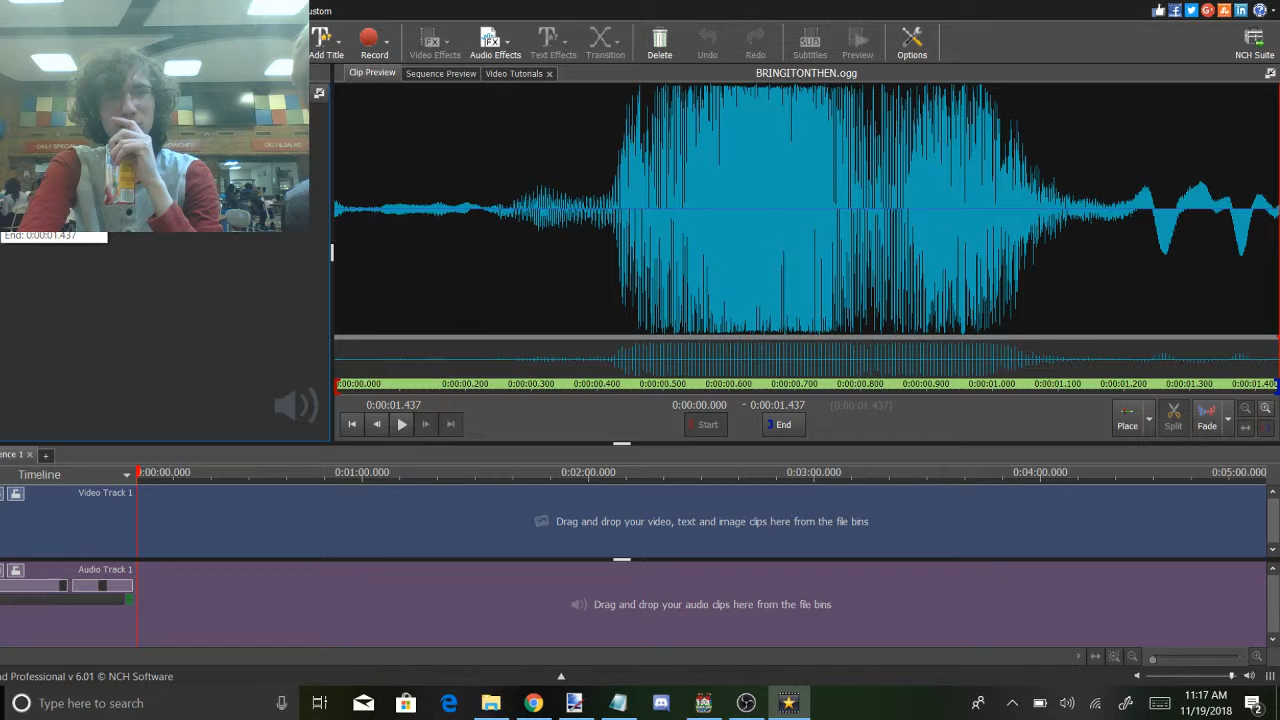 ustom
Add Title
Record
Video Effects
Audio Effects
Text Effects
Transition
Delete
Undo
Redo
SUB
Subtitles
Preview
Options
NCH Suite
Clip Preview
Sequence Preview
Video Tutorials
BRINGITONTHEN.ogg
DAILY SPECIAL
DELI & SALAD
End: 0:00:01.437
0:00:00.000 0:00:00.200 0:00:00.300 0:00:00.400 0:00:00.500 0:00:00.600 0:00:00.700 0:00:00.800 0:00:00.900 0:00:01.000 0:00:01.100 0:00:01.200 0:00:01.300 0:00:01.40
0:00:01.437
0:00:00.000 - 0:00:01.437 (0:00:01.437)
Start
End
Place
Split
Fade
ence 1
Timeline
0:00:00.000 0:01:00.000 0:02:00.000 0:03:00.000 0:04:00.000 0:05:00.000
Video Track 1
Drag and drop your video, text and image clips here from the file bins
Audio Track 1
Drag and drop your audio clips here from the file bins
d Professional v 6.01 © NCH Software
Type here to search
11:17 AM
11/19/2018
2